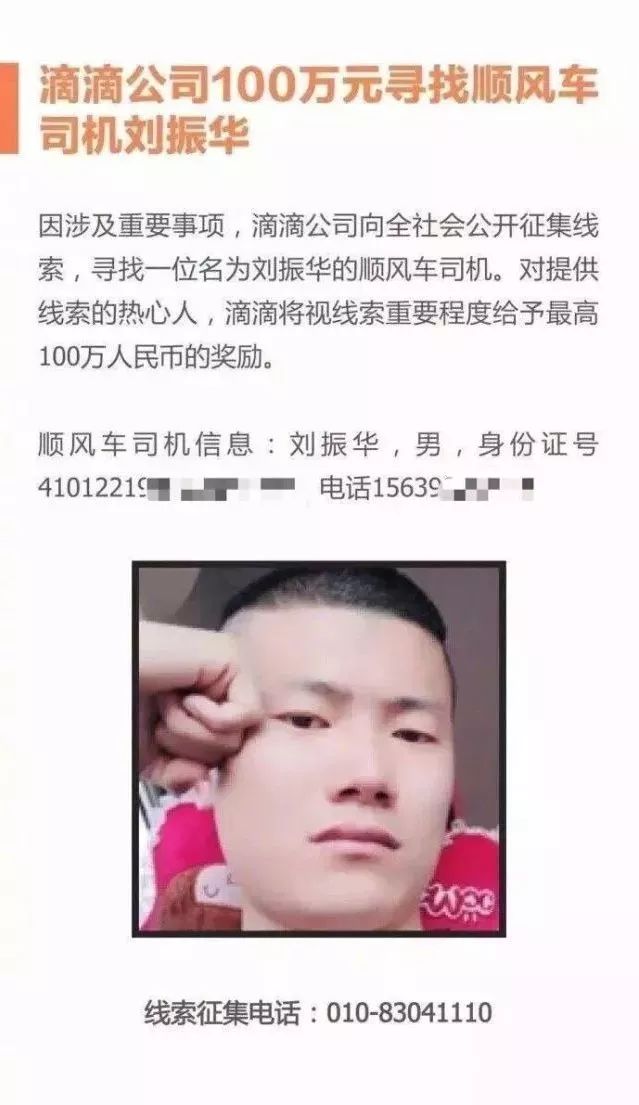 滴滴公司100万元寻找顺风车
司机刘振华
因涉及重要事项，滴滴公司向全社会公开征集线
索，寻找一位名为刘振华的顺风车司机。对提供
线索的热心人，滴滴将视线索重要程度给予最高
100万人民币的奖励。
顺风车司机信息：刘振华，男，身份证号
41012219 电话15639
线索征集电话：010-83041110